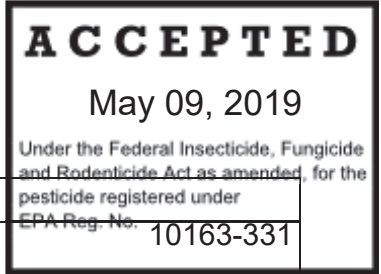 ACCEPTED
May 09, 2019
Under the Federal Insecticide, Fungicide
and Rodenticide Act as amended, for the
pesticide registered under
EPA Reg. No. 10163-331